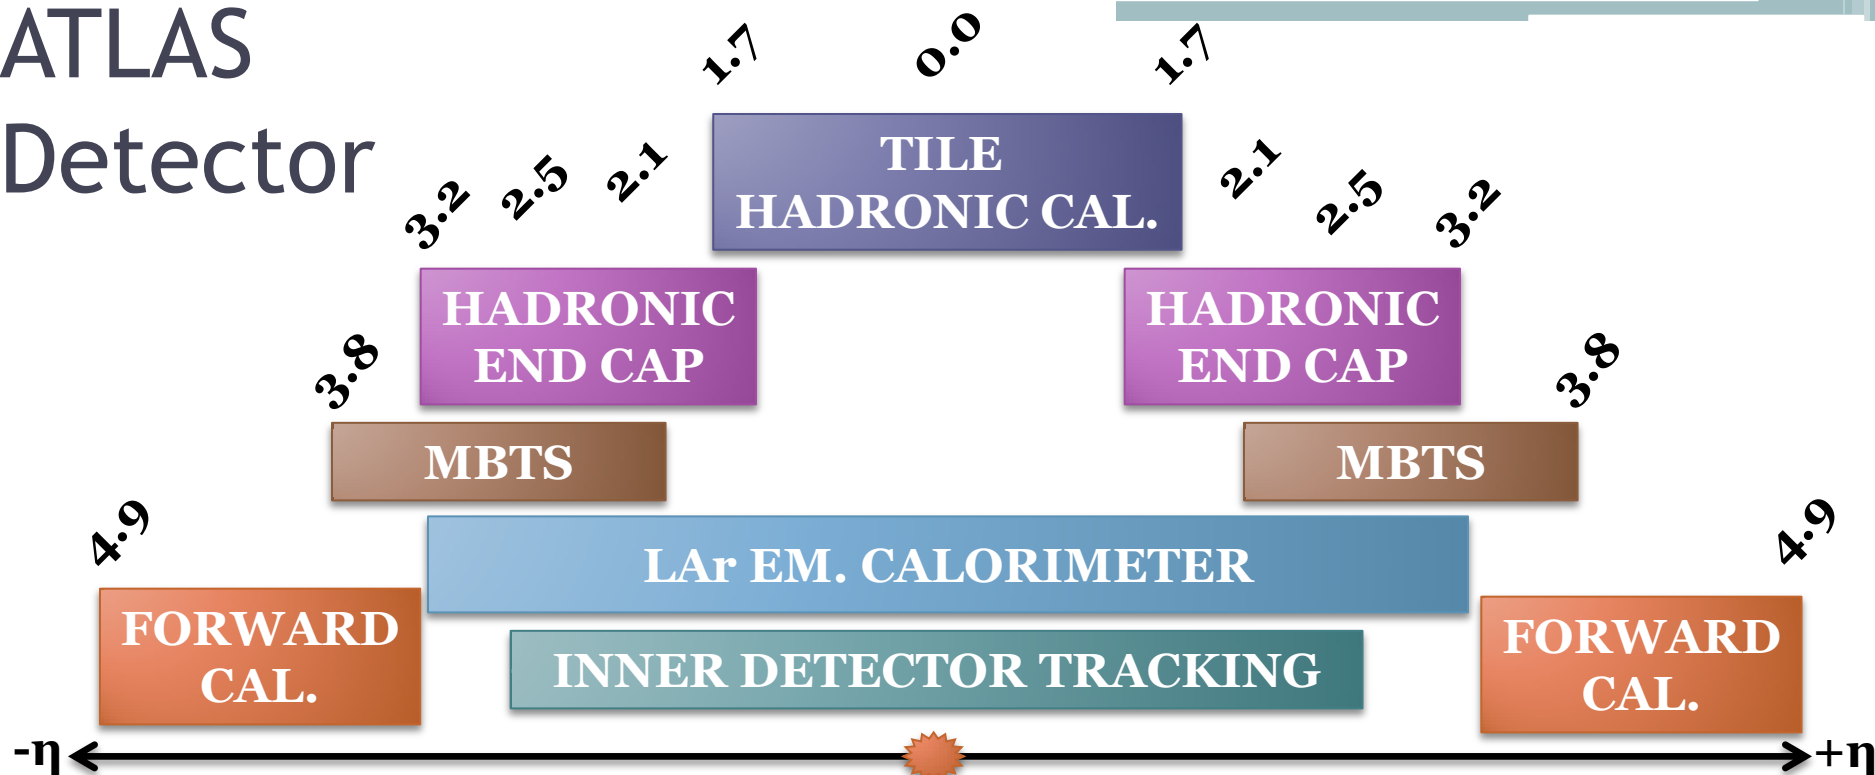 ATLAS
Detector
1.7 0.0 1.7
TILE
HADRONIC CAL.
3.2 2.5 2.1 2.1 2.5 3.2
HADRONIC HADRONIC
END CAP END CAP
3.8 3.8
MBTS MBTS
4.9 4.9
LAr EM. CALORIMETER
FORWARD FORWARD
CAL. CAL.
INNER DETECTOR TRACKING
-η +η